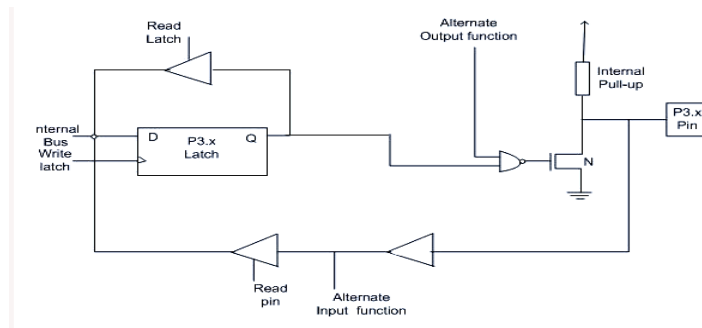 Read
Latch
Alternate
Output function
Internal
Pull-up
P3.x
Pin
nternal
Bus
Write
latch
D
P3.x
Latch
Q
N
Read
pin
Alternate
Input function